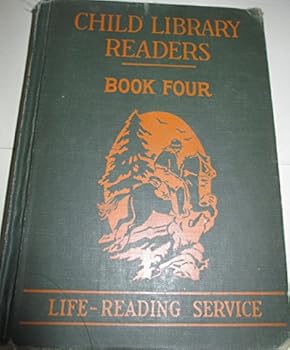 CHILD LIBRARY
READERS
BOOK FOUR
LIFE-READING SERVICE